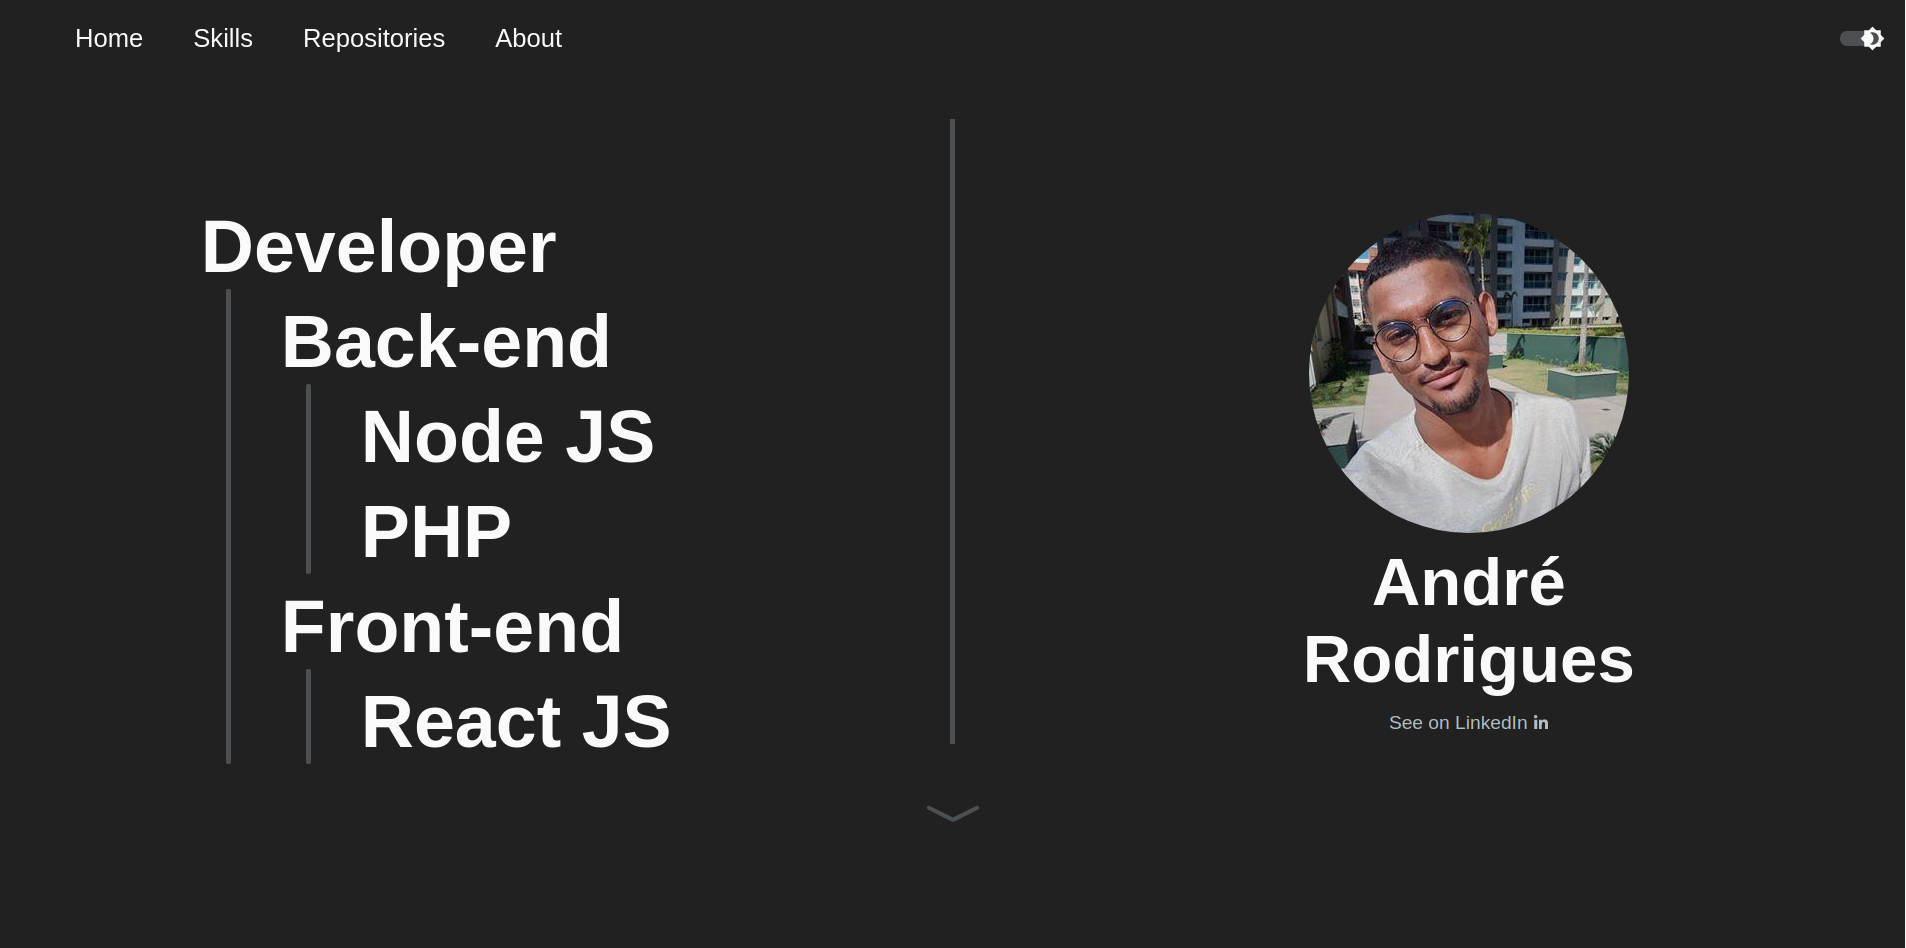 Home Skills Repositories About
Developer
Back-end
Node JS
PHP
Front-end
React JS
André
Rodrigues
See on LinkedIn in